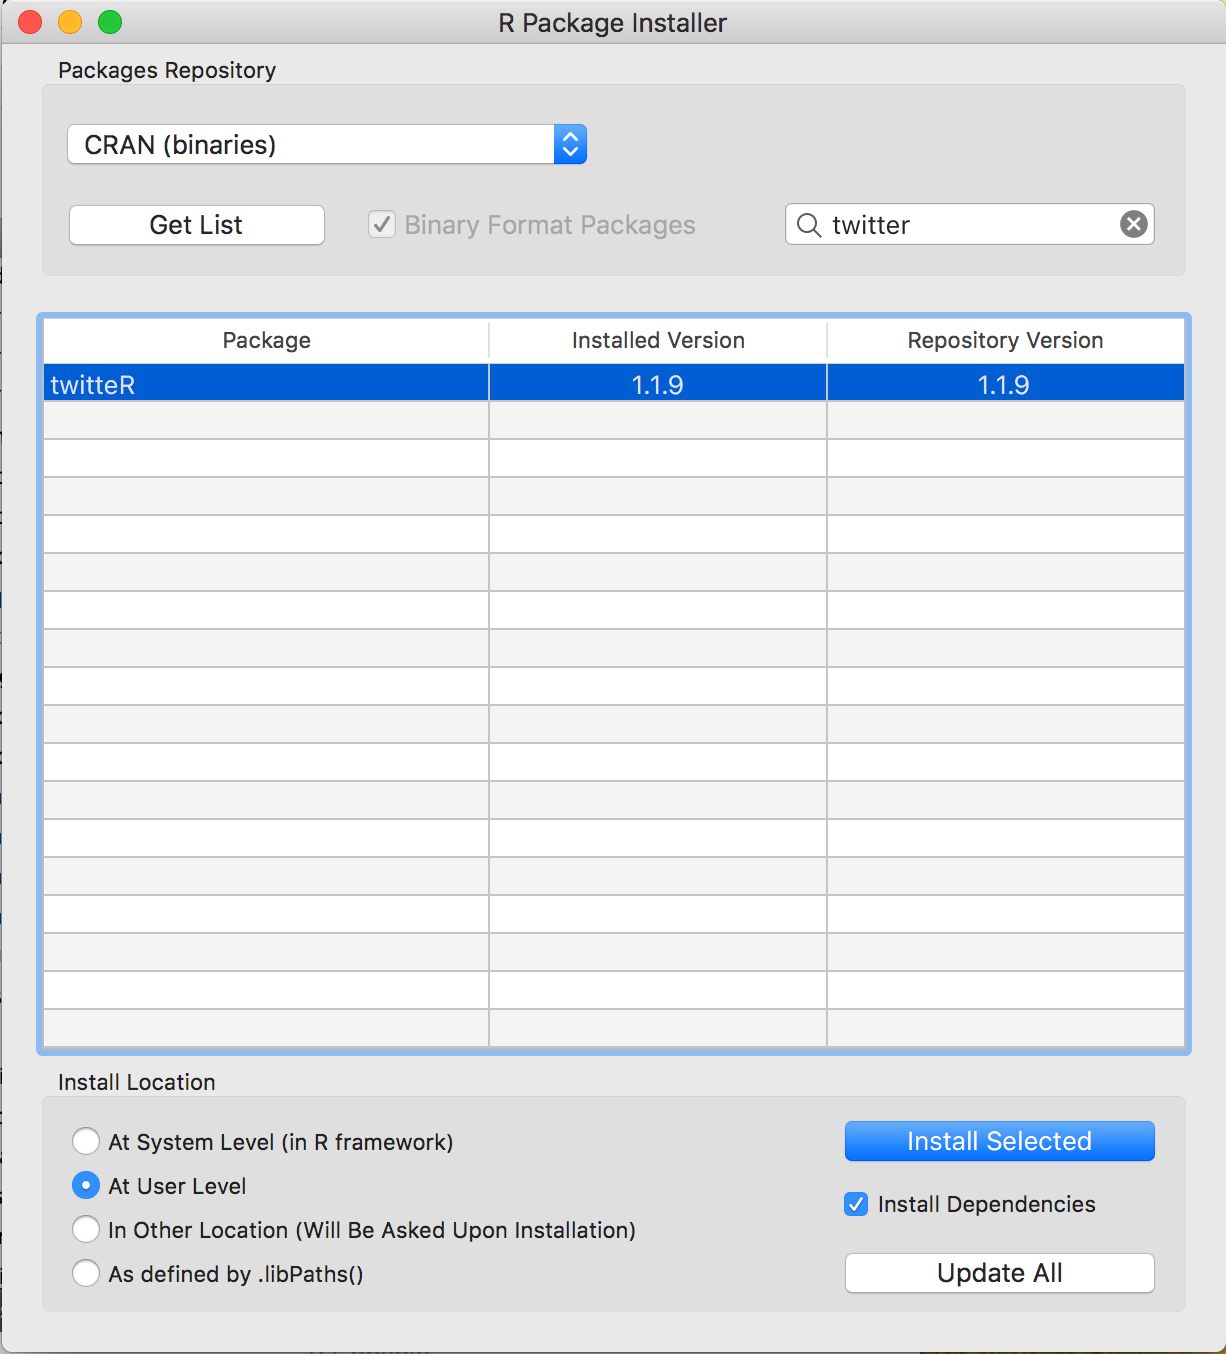 R Package Installer
Packages Repository
CRAN (binaries)
Get List
Binary Format Packages
twitter
Package Installed Version Repository Version
twitteR 1.1.9 1.1.9
Install Location
At System Level (in R framework)
Install Selected
At User Level
Install Dependencies
In Other Location (Will Be Asked Upon Installation)
As defined by .libPaths()
Update All